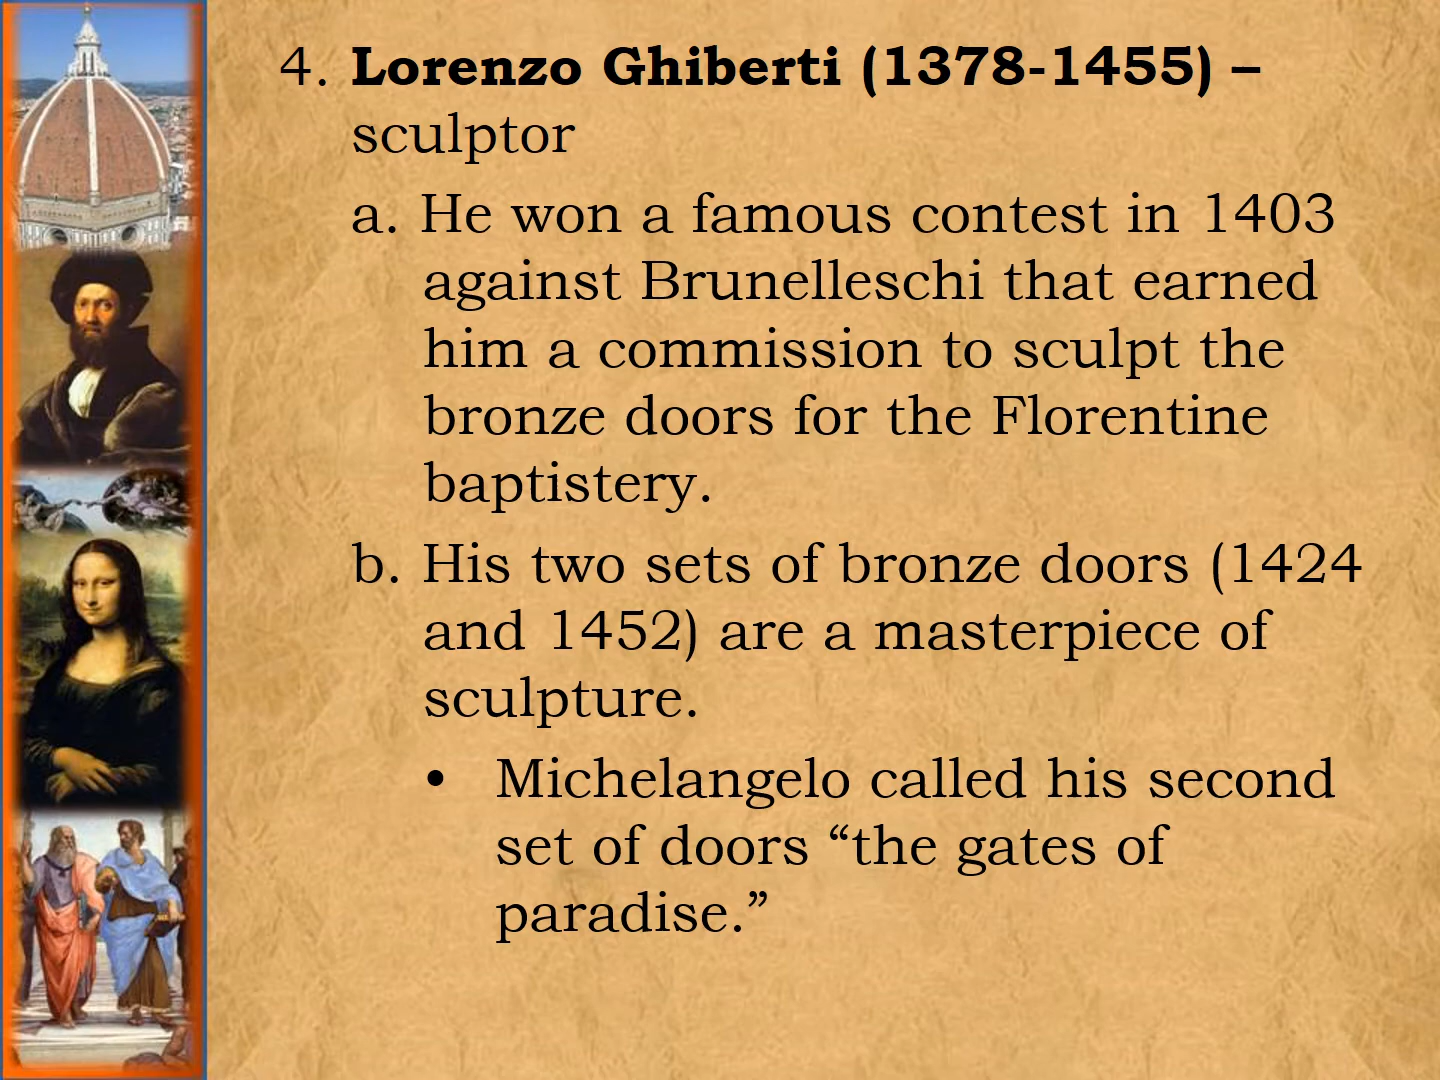 4. Lorenzo Ghiberti (1378-1455) –
sculptor
a. He won a famous contest in 1403
against Brunelleschi that earned
him a commission to sculpt the
bronze doors for the Florentine
baptistery.
b. His two sets of bronze doors (1424
and 1452) are a masterpiece of
sculpture.
• Michelangelo called his second
set of doors “the gates of
paradise.”